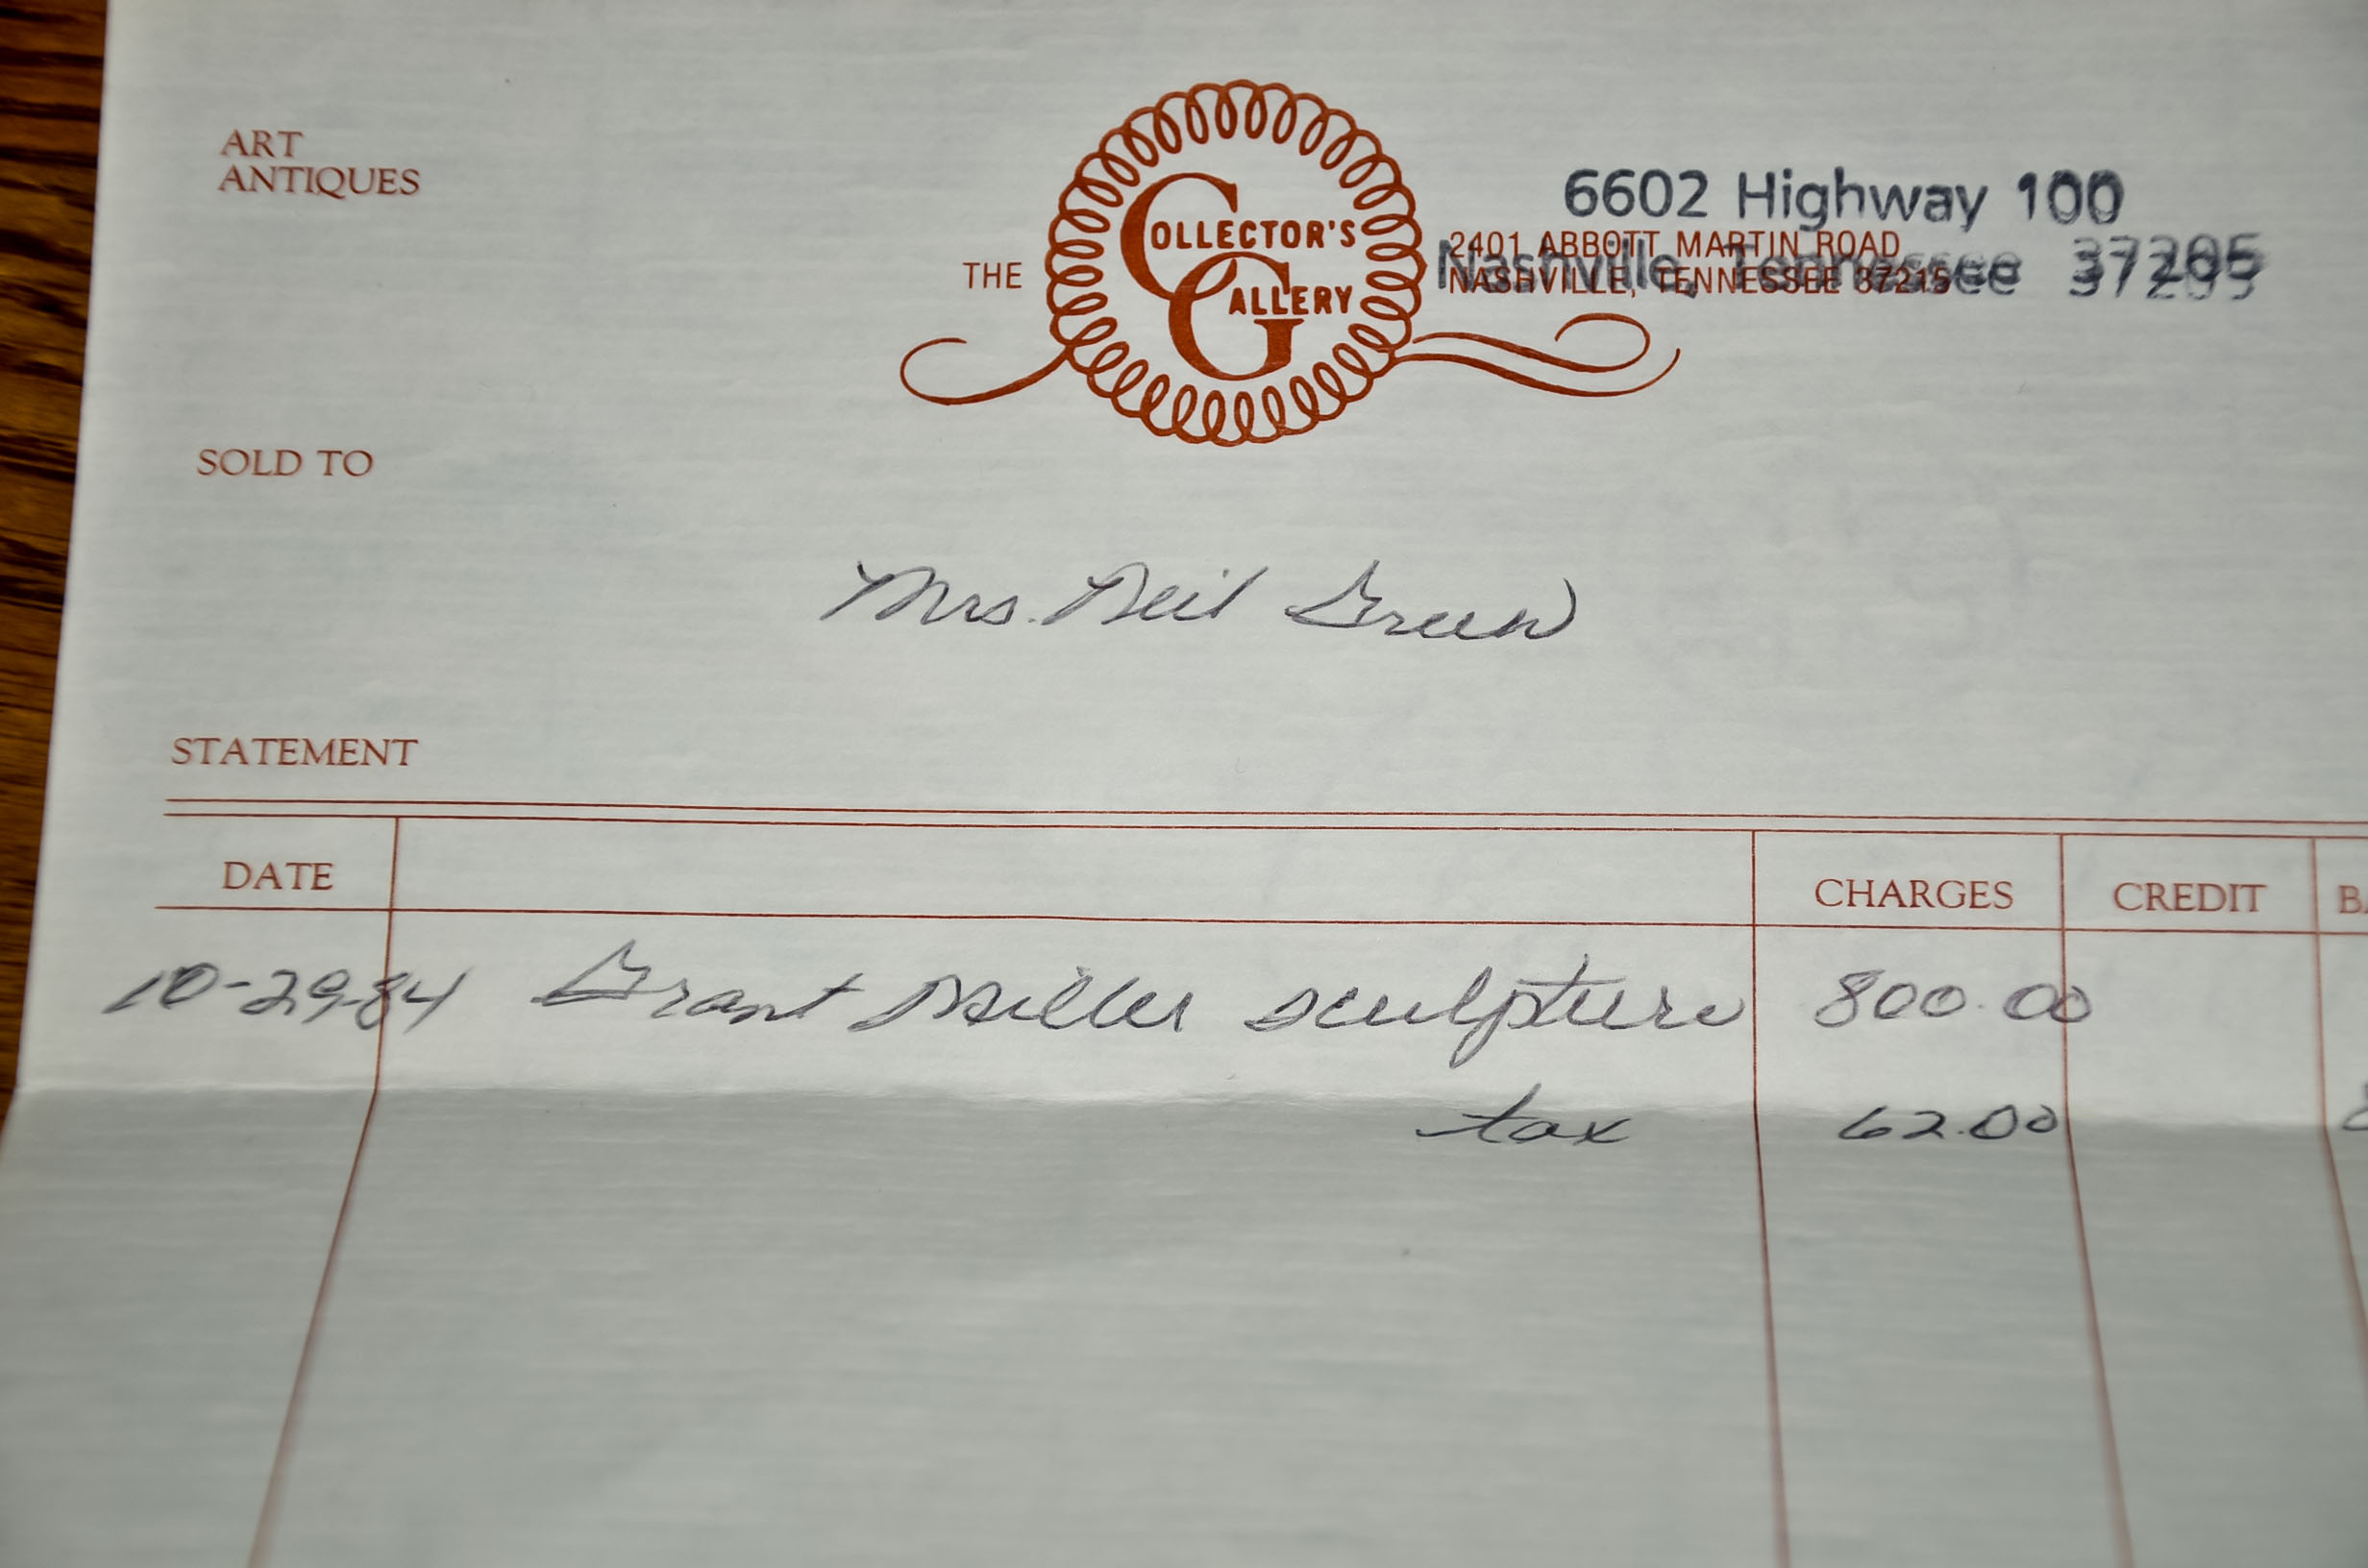 ART
ANTIQUES
THE COLLECTOR'S GALLERY
6602 Highway 100
Nashville, Tennessee 37205
2401 ABBOTT MARTIN ROAD
NASHVILLE, TENNESSEE 37215
SOLD TO
Mrs. Neil Green
STATEMENT
DATE CHARGES CREDIT
10-29-84 Grant Miller sculpture 800.00
tax 62.00